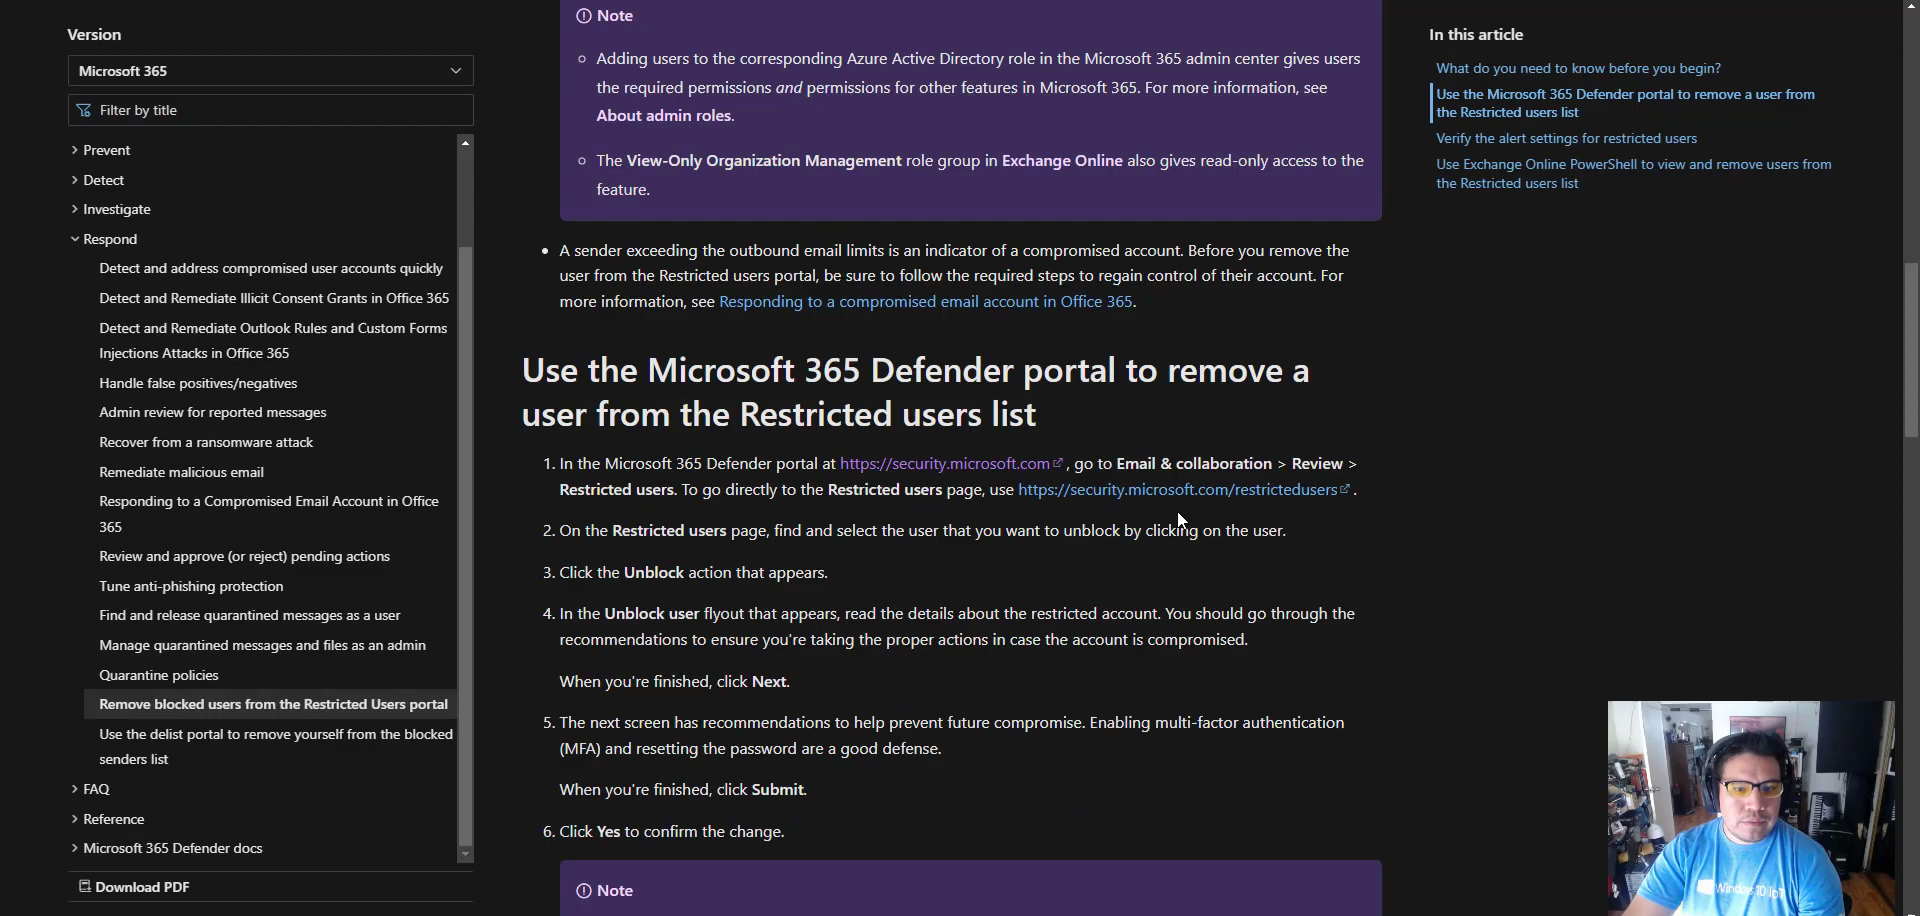 Version
Microsoft 365
Filter by title
Prevent
Detect
Investigate
Respond
Detect and address compromised user accounts quickly
Detect and Remediate Illicit Consent Grants in Office 365
Detect and Remediate Outlook Rules and Custom Forms
Injections Attacks in Office 365
Handle false positives/negatives
Admin review for reported messages
Recover from a ransomware attack
Remediate malicious email
Responding to a Compromised Email Account in Office
365
Review and approve (or reject) pending actions
Tune anti-phishing protection
Find and release quarantined messages as a user
Manage quarantined messages and files as an admin
Quarantine policies
Remove blocked users from the Restricted Users portal
Use the delist portal to remove yourself from the blocked
senders list
FAQ
Reference
Microsoft 365 Defender docs
Download PDF
Note
Adding users to the corresponding Azure Active Directory role in the Microsoft 365 admin center gives users
the required permissions and permissions for other features in Microsoft 365. For more information, see
About admin roles.
The View-Only Organization Management role group in Exchange Online also gives read-only access to the
feature.
A sender exceeding the outbound email limits is an indicator of a compromised account. Before you remove the
user from the Restricted users portal, be sure to follow the required steps to regain control of their account. For
more information, see Responding to a compromised email account in Office 365.
Use the Microsoft 365 Defender portal to remove a
user from the Restricted users list
1. In the Microsoft 365 Defender portal at https://security.microsoft.com, go to Email & collaboration > Review >
Restricted users. To go directly to the Restricted users page, use https://security.microsoft.com/restrictedusers.
2. On the Restricted users page, find and select the user that you want to unblock by clicking on the user.
3. Click the Unblock action that appears.
4. In the Unblock user flyout that appears, read the details about the restricted account. You should go through the
recommendations to ensure you're taking the proper actions in case the account is compromised.
When you're finished, click Next.
5. The next screen has recommendations to help prevent future compromise. Enabling multi-factor authentication
(MFA) and resetting the password are a good defense.
When you're finished, click Submit.
6. Click Yes to confirm the change.
Note
In this article
What do you need to know before you begin?
Use the Microsoft 365 Defender portal to remove a user from
the Restricted users list
Verify the alert settings for restricted users
Use Exchange Online PowerShell to view and remove users from
the Restricted users list
Windows 10 IoT